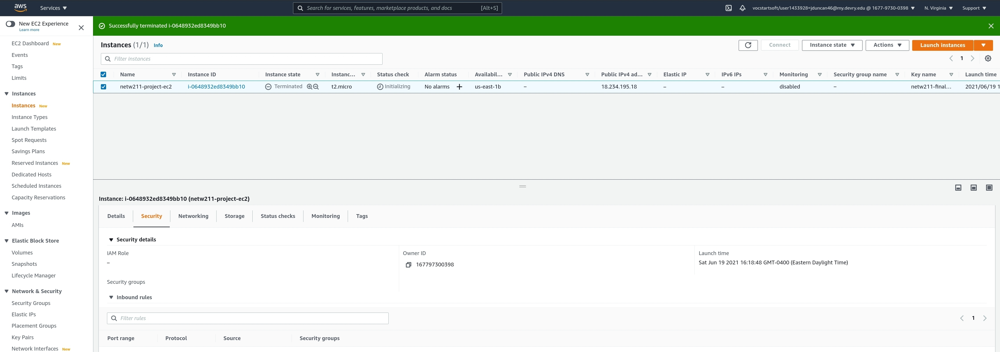 aws Services Search for services, features, marketplace products, and docs [Alt+S] vocstartsoft/user1433928=jduncan46@my.devry.edu @ 1677-9730-0398 N. Virginia Support
New EC2 Experience
Learn more
EC2 Dashboard New
Events
Tags
Limits
Instances
Instances New
Instance Types
Launch Templates
Spot Requests
Savings Plans
Reserved Instances New
Dedicated Hosts
Scheduled Instances
Capacity Reservations
Images
AMIs
Elastic Block Store
Volumes
Snapshots
Lifecycle Manager
Network & Security
Security Groups
Elastic IPs
Placement Groups
Key Pairs
Network Interfaces New
Successfully terminated i-0648932ed8349bb10
Instances (1/1) Info Connect Instance state Actions Launch instances
Filter instances 1
Name Instance ID Instance state Instanc... Status check Alarm status Availabil... Public IPv4 DNS Public IPv4 ad... Elastic IP IPv6 IPs Monitoring Security group name Key name Launch time
netw211-project-ec2 i-0648932ed8349bb10 Terminated t2.micro Initializing No alarms + us-east-1b – 18.234.195.18 – – disabled – netw211-final... 2021/06/19 1
Instance: i-0648932ed8349bb10 (netw211-project-ec2)
Details Security Networking Storage Status checks Monitoring Tags
Security details
IAM Role Owner ID Launch time
– 167797300398 Sat Jun 19 2021 16:18:48 GMT-0400 (Eastern Daylight Time)
Security groups
Inbound rules
Filter rules 1
Port range Protocol Source Security groups